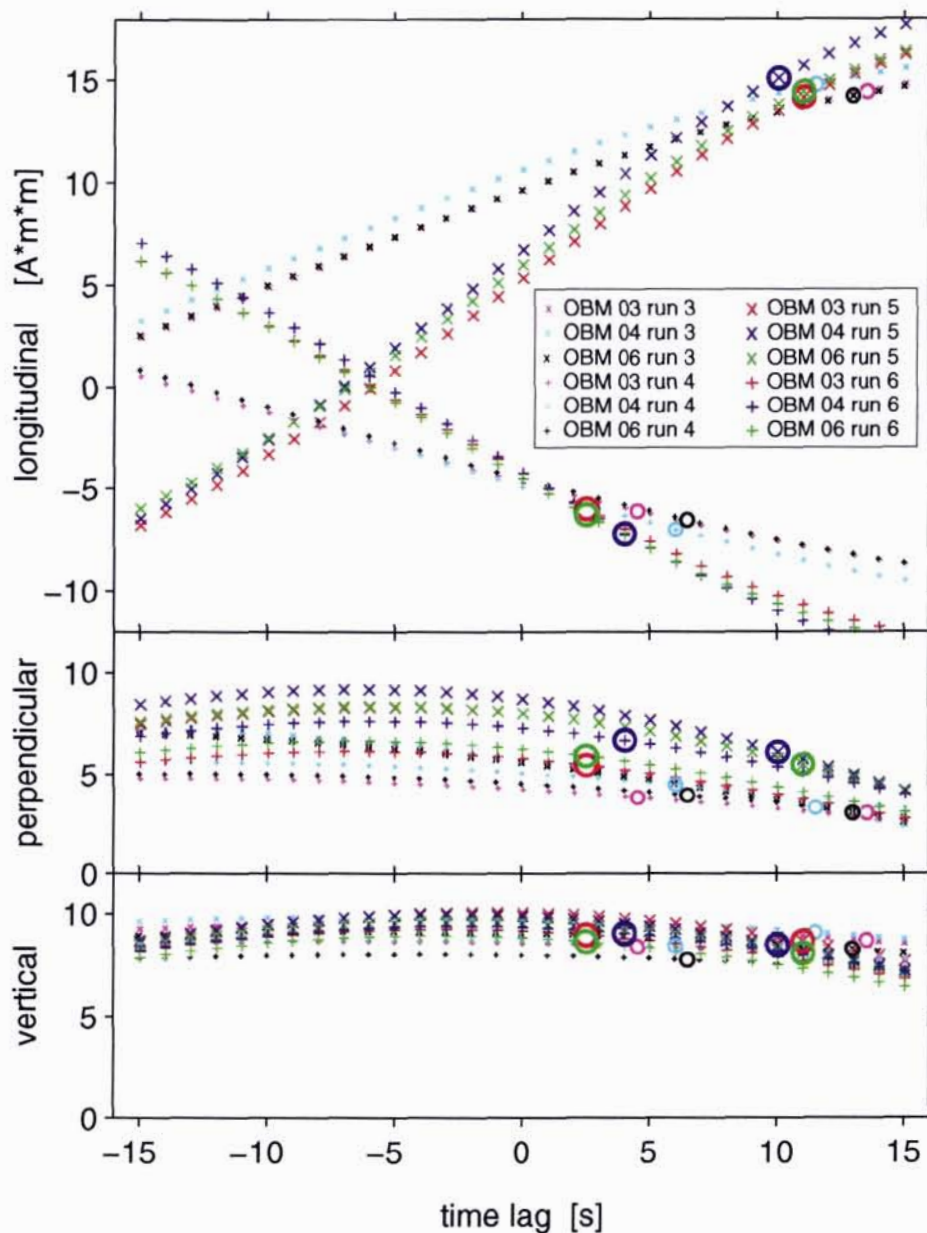 15
10
5
0
−5
−10
longitudinal [A*m*m]
OBM 03 run 3
OBM 04 run 3
OBM 06 run 3
OBM 03 run 4
OBM 04 run 4
OBM 06 run 4
OBM 03 run 5
OBM 04 run 5
OBM 06 run 5
OBM 03 run 6
OBM 04 run 6
OBM 06 run 6
10
5
0
perpendicular
10
5
0
vertical
−15 −10 −5 0 5 10 15
time lag [s]